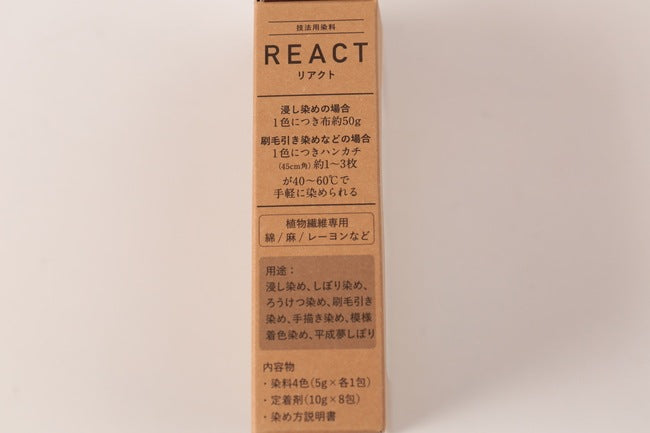 技法用染料
REACT
リアクト
浸し染めの場合
1色につき布約50g
刷毛引き染めなどの場合
1色につきハンカチ
(45cm角)約1〜3枚
が40〜60℃で
手軽に染められる
植物繊維専用
綿/麻/レーヨンなど
用途：
浸し染め、しぼり染め、
ろうけつ染め、刷毛引き
染め、手描き染め、模様
着色染め、平成夢しぼり
内容物
・染料4色(5g×各1包)
・定着剤(10g×8包)
・染め方説明書